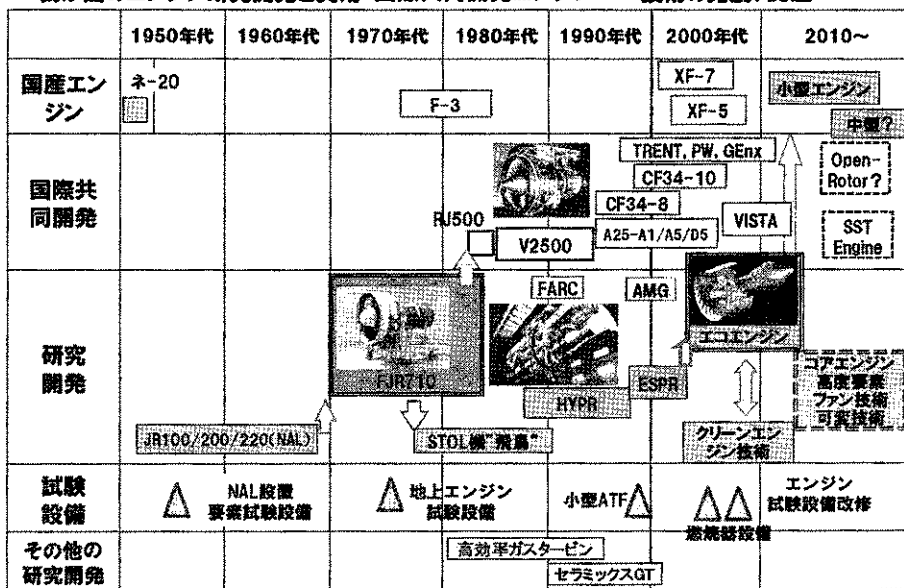 1950年代 1960年代 1970年代 1980年代 1990年代 2000年代 2010～
国産エン
ジン
ネ-20
F-3
XF-7
XF-5
小型エンジン
中型?
国際共
同開発
RJ500
V2500
TRENT, PW, GEnx
CF34-10
CF34-8
A25-A1/A5/D5
VISTA
Open-
Rotor?
SST
Engine
研究
開発
JR100/200/220(NAL)
FJR710
STOL機"飛鳥"
FARC
HYPR
AMG
ESPR
エコエンジン
クリーンエン
ジン技術
コアエンジン
高度要素
ファン技術
可変技術
試験
設備
NAL設置
要素試験設備
地上エンジン
試験設備
小型ATF
燃焼器設備
エンジン
試験設備改修
その他の
研究開発
高効率ガスタービン
セラミックスGT